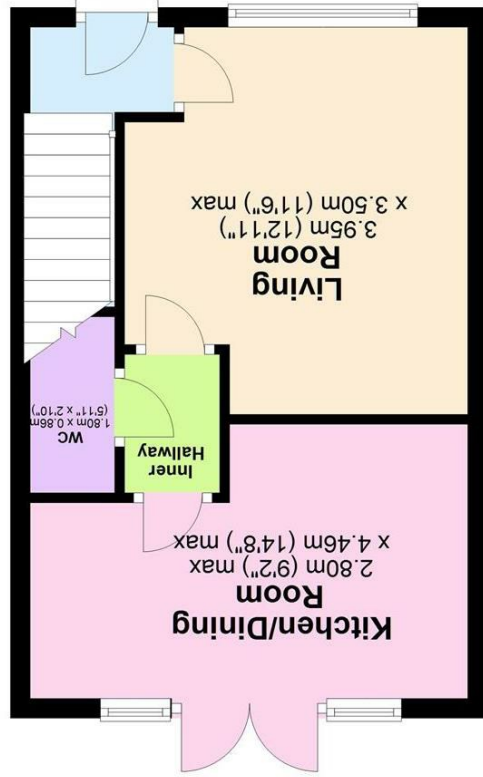 Kitchen/Dining
Room
2.80m (9'2") max
x 4.46m (14'8") max
Inner
Hallway
WC
1.80m x 0.86m
(5'11" x 2'10")
Living
Room
3.95m (12'11")
x 3.50m (11'6") max